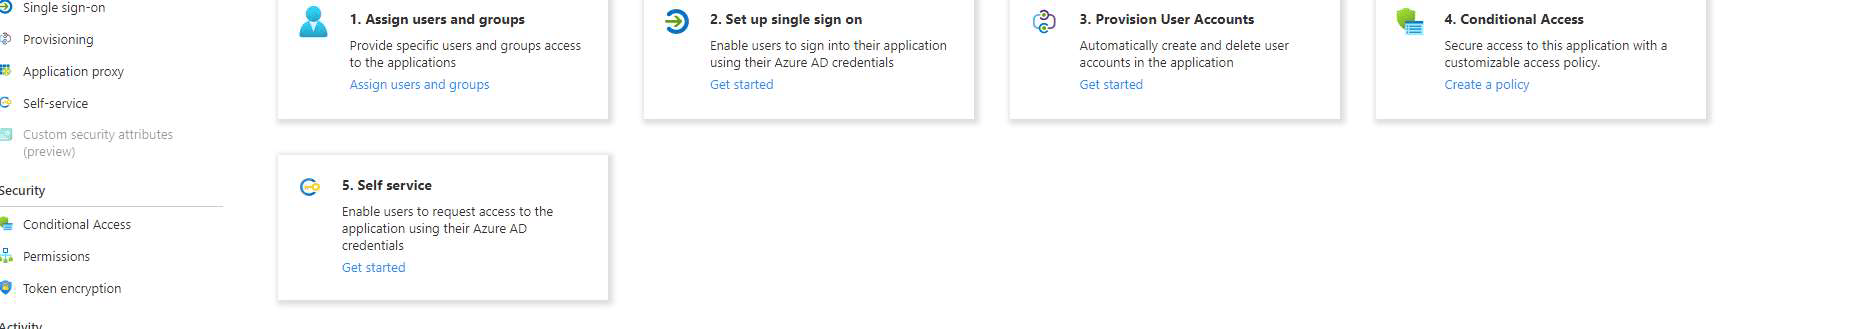 Single sign-on
Provisioning
Application proxy
Self-service
Custom security attributes
(preview)
Security
Conditional Access
Permissions
Token encryption
Activity
1. Assign users and groups
Provide specific users and groups access
to the applications
Assign users and groups
2. Set up single sign on
Enable users to sign into their application
using their Azure AD credentials
Get started
3. Provision User Accounts
Automatically create and delete user
accounts in the application
Get started
4. Conditional Access
Secure access to this application with a
customizable access policy.
Create a policy
5. Self service
Enable users to request access to the
application using their Azure AD
credentials
Get started